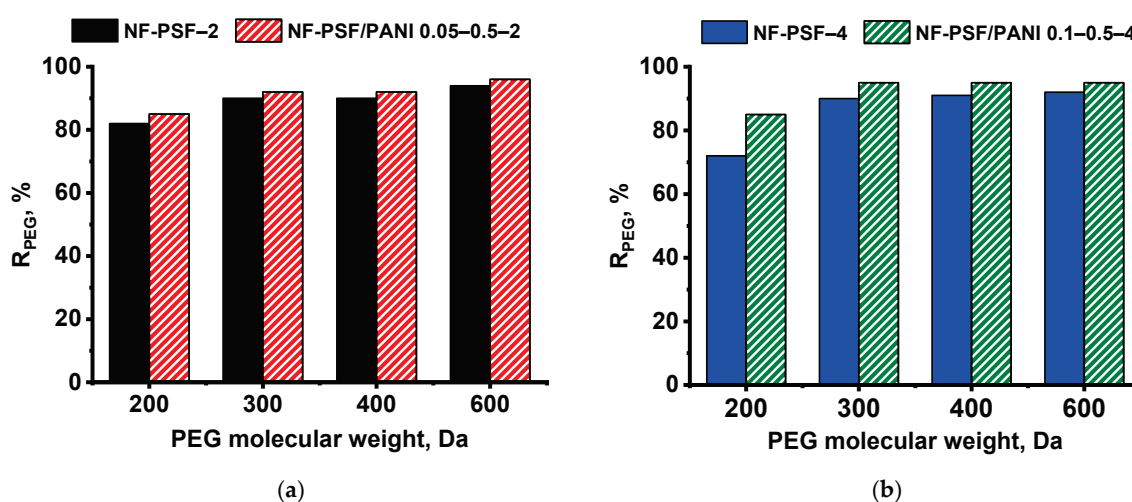 NF-PSF–2 NF-PSF/PANI 0.05–0.5–2
100
80
60
40
20
0
R_PEG, %
200 300 400 600
PEG molecular weight, Da
(a)
NF-PSF–4 NF-PSF/PANI 0.1–0.5–4
100
80
60
40
20
0
R_PEG, %
200 300 400 600
PEG molecular weight, Da
(b)